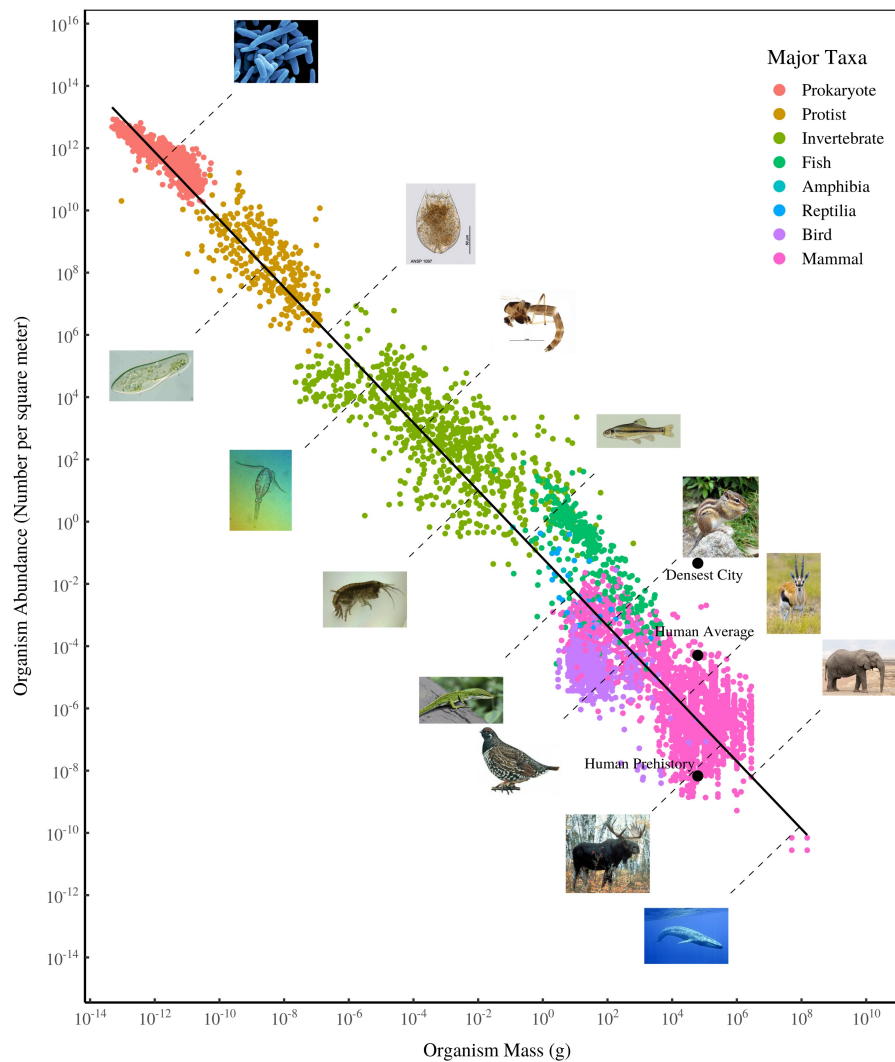 10^16
10^14
10^12
10^10
10^8
10^6
10^4
10^2
10^0
10^-2
10^-4
10^-6
10^-8
10^-10
10^-12
10^-14
Organism Abundance (Number per square meter)
Major Taxa
Prokaryote
Protist
Invertebrate
Fish
Amphibia
Reptilia
Bird
Mammal
ANSP 1097
Densest City
Human Average
Human Prehistory
10^-14
10^-12
10^-10
10^-8
10^-6
10^-4
10^-2
10^0
10^2
10^4
10^6
10^8
10^10
Organism Mass (g)